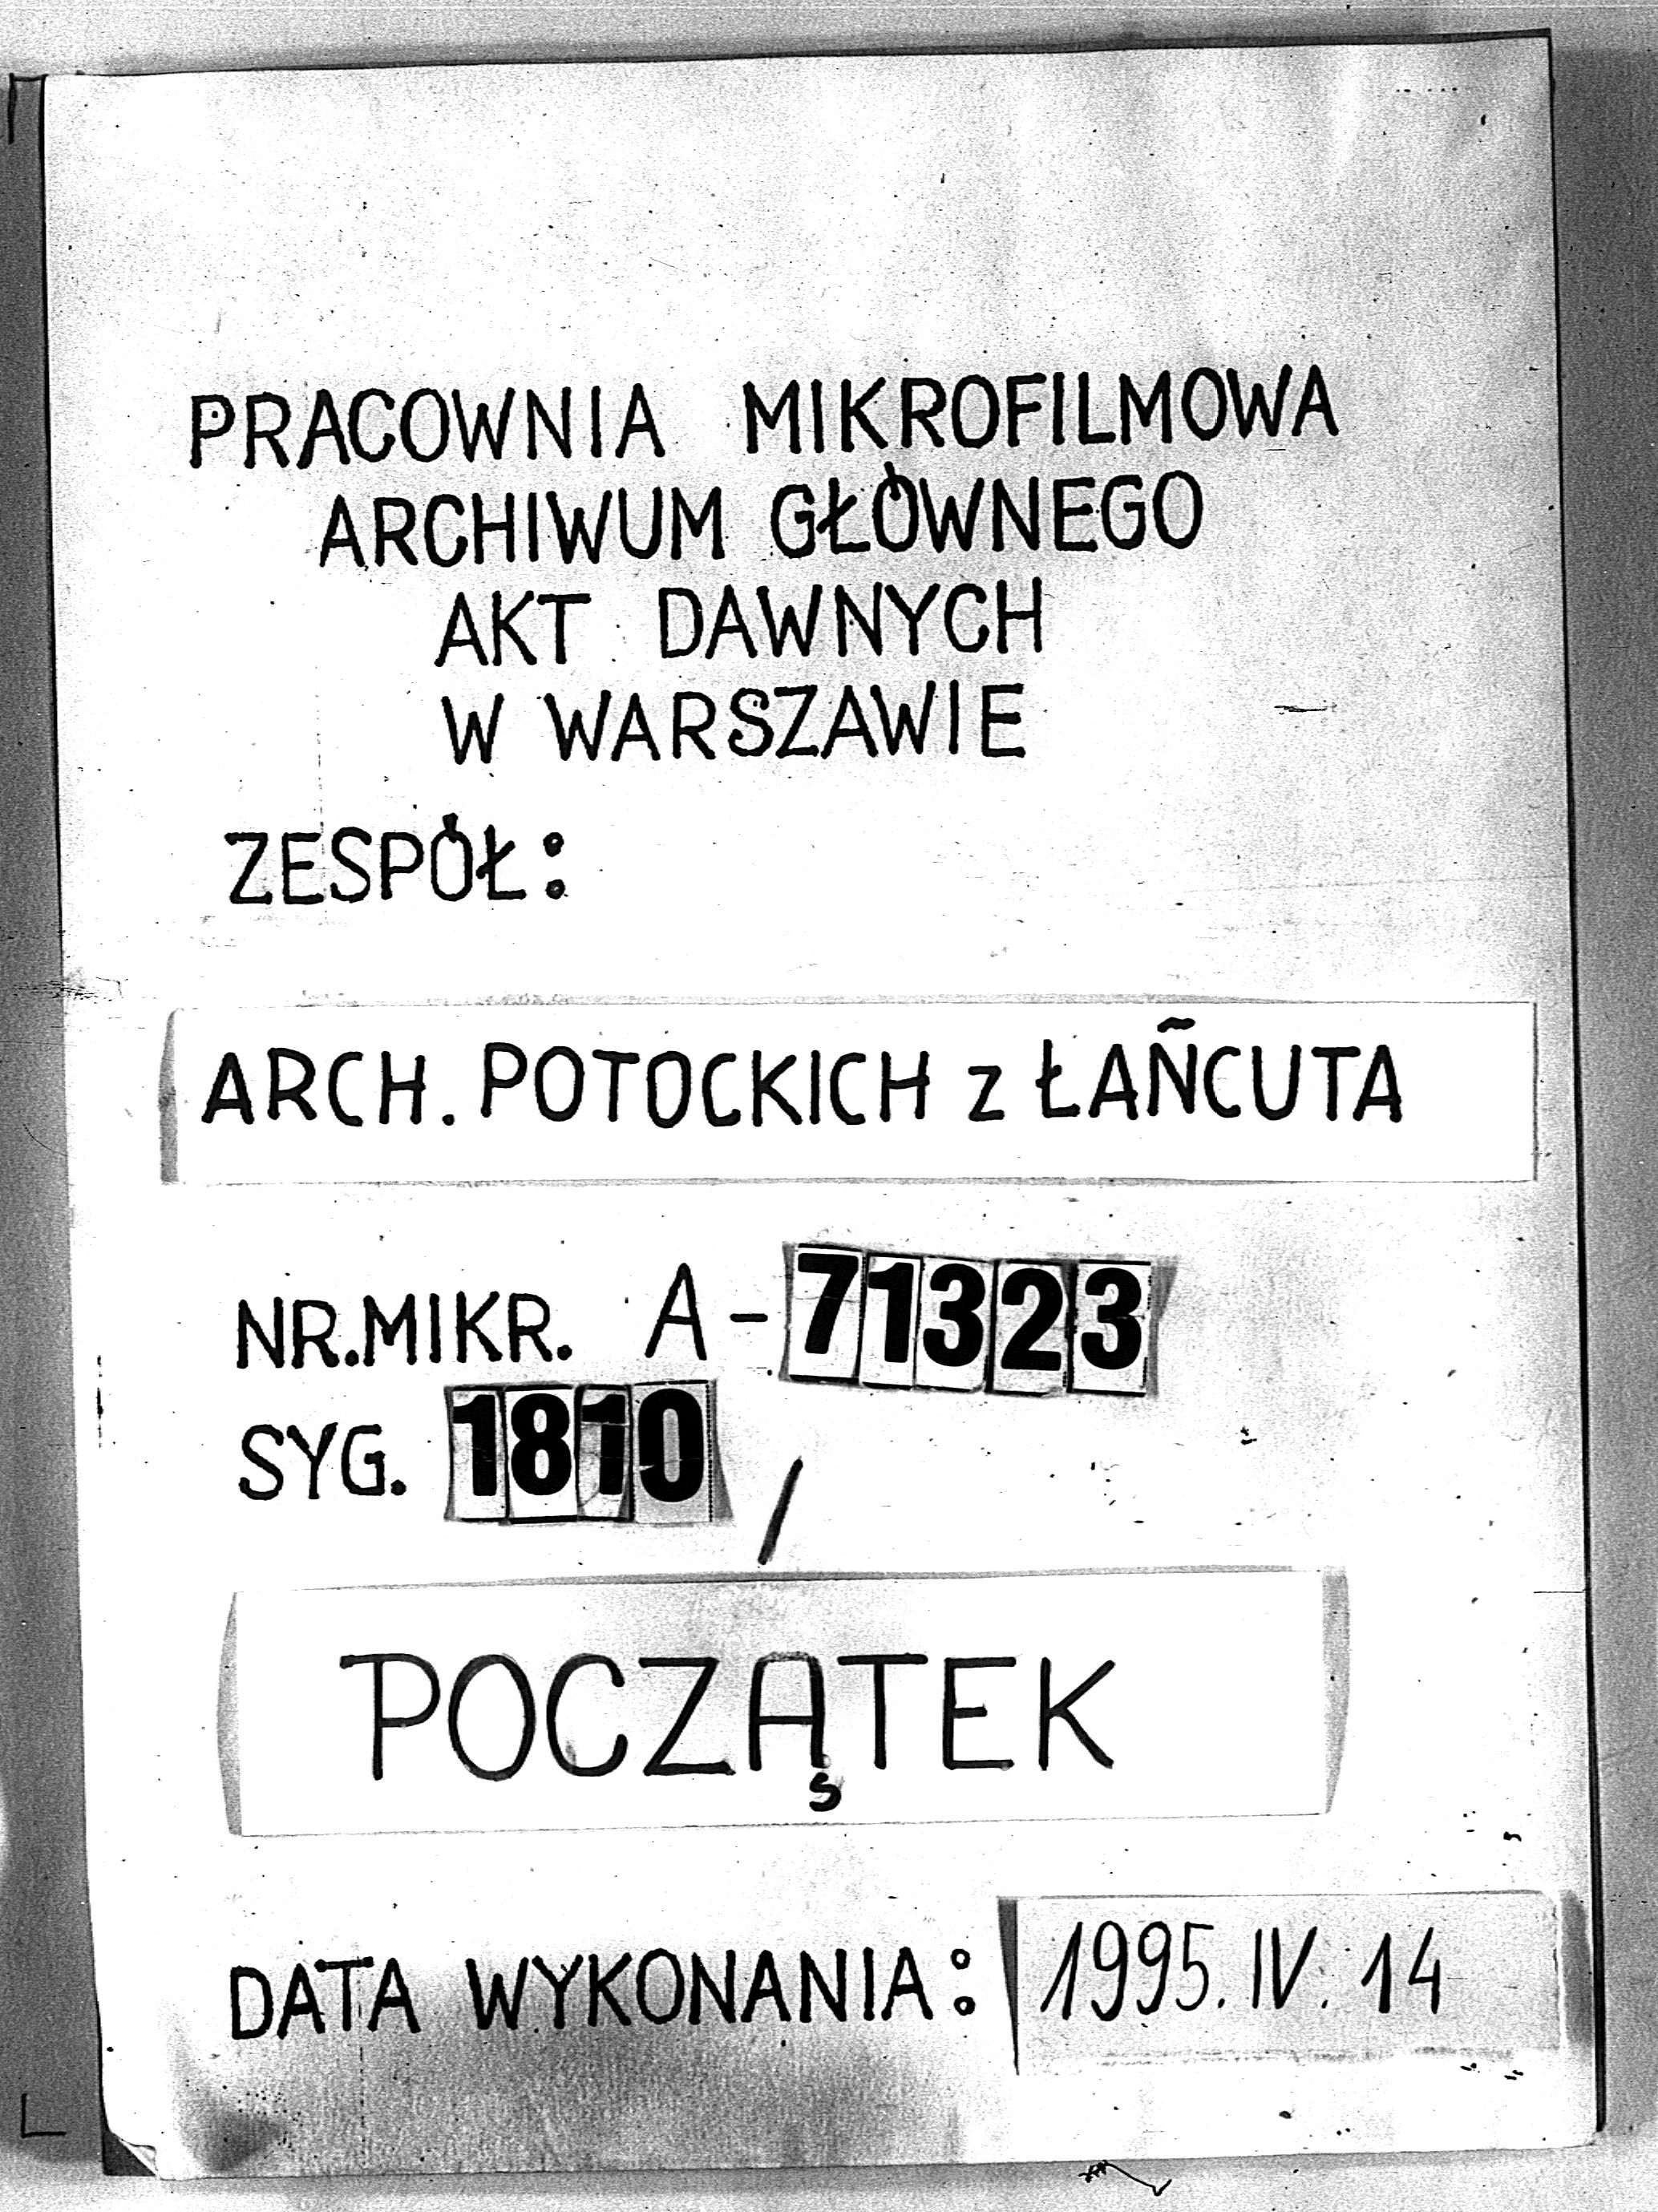 PRACOWNIA MIKROFILMOWA
ARCHIWUM GŁÓWNEGO
AKT DAWNYCH
W WARSZAWIE
ZESPÓŁ:
ARCH. POTOCKICH z ŁAŃCUTA
NR.MIKR. A-71323
SYG. 1810 /
POCZĄTEK
DATA WYKONANIA: 1995.IV.14